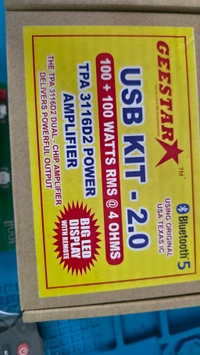 GEESTAR
TM
Bluetooth 5
USB KIT - 2.0
USING ORIGINAL
USA TEXAS IC.
100 + 100 WATTS RMS @ 4 OHMS
TPA 3116D2 POWER
AMPLIFIER
BIG LED
DISPLAY
WITH REMOTE
THE TPA 3116D2 DUAL - CHIP AMPLIFIER
DELIVERS POWERFUL OUTPUT